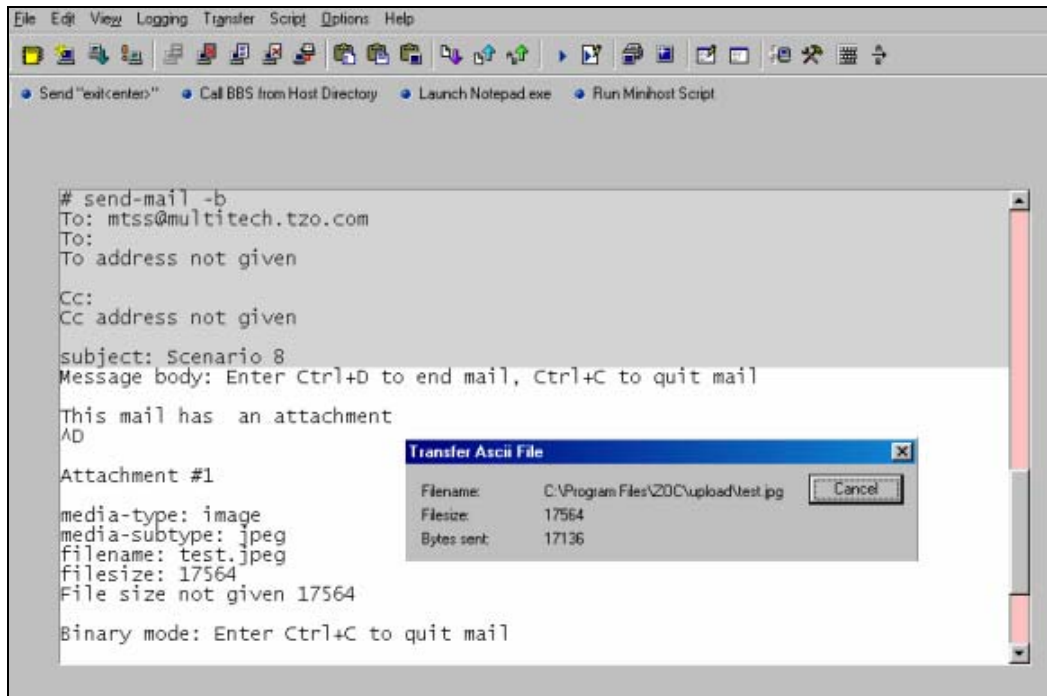 File Edit View Logging Transfer Script Options Help
Send "exit<enter>" Call BBS from Host Directory Launch Notepad.exe Run Minihost Script
# send-mail -b
To: mtss@multitech.tzo.com
To:
To address not given
Cc:
Cc address not given
subject: Scenario 8
Message body: Enter Ctrl+D to end mail, Ctrl+C to quit mail
This mail has an attachment
^D
Attachment #1
media-type: image
media-subtype: jpeg
filename: test.jpeg
filesize: 17564
File size not given 17564
Binary mode: Enter Ctrl+C to quit mail
Transfer Ascii File
Filename: C:\Program Files\ZOC\upload\test.jpg Cancel
Filesize: 17564
Bytes sent: 17136